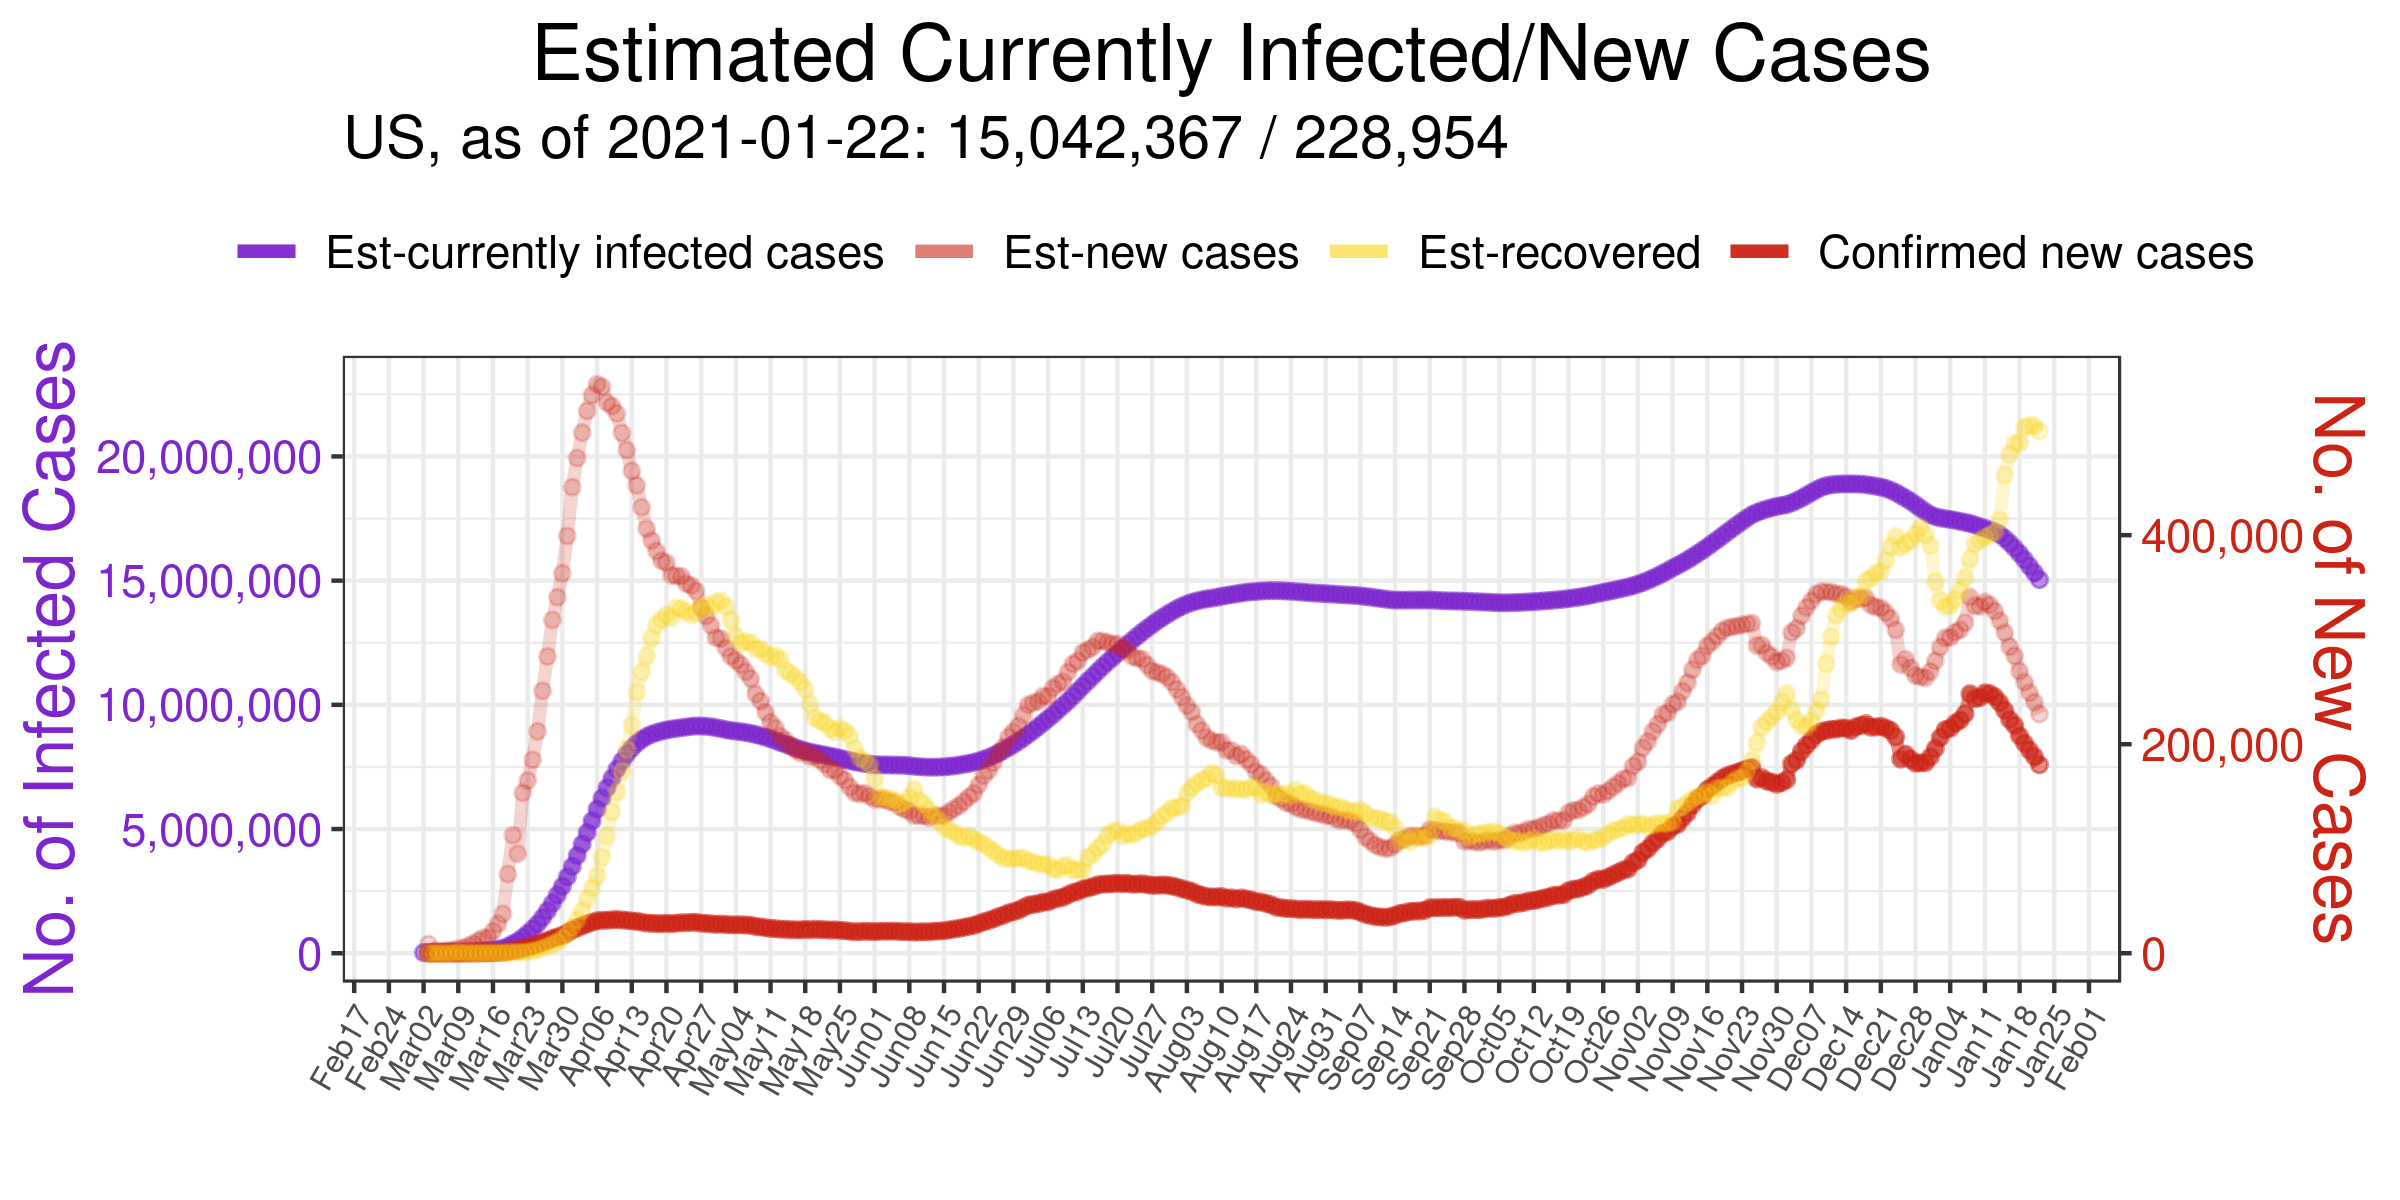 Estimated Currently Infected/New Cases
US, as of 2021-01-22: 15,042,367 / 228,954
Est-currently infected cases Est-new cases Est-recovered Confirmed new cases
No. of Infected Cases
20,000,000
15,000,000
10,000,000
5,000,000
0
400,000
200,000
0
No. of New Cases
Feb17 Feb24 Mar02 Mar09 Mar16 Mar23 Mar30 Apr06 Apr13 Apr20 Apr27 May04 May11 May18 May25 Jun01 Jun08 Jun15 Jun22 Jun29 Jul06 Jul13 Jul20 Jul27 Aug03 Aug10 Aug17 Aug24 Aug31 Sep07 Sep14 Sep21 Sep28 Oct05 Oct12 Oct19 Oct26 Nov02 Nov09 Nov16 Nov23 Nov30 Dec07 Dec14 Dec21 Dec28 Jan04 Jan11 Jan18 Jan25 Feb01